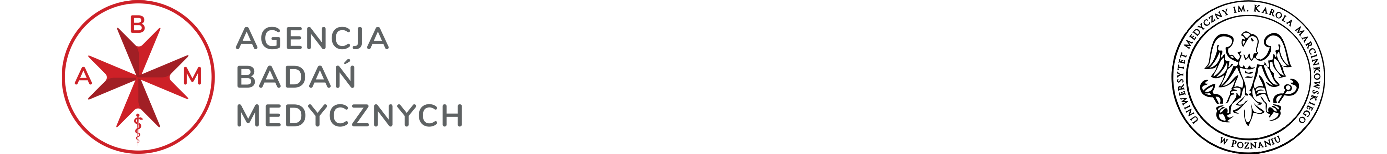 B
A M
AGENCJA
BADAŃ
MEDYCZNYCH
UNIWERSYTET MEDYCZNY IM. KAROLA MARCINKOWSKIEGO
W POZNANIU